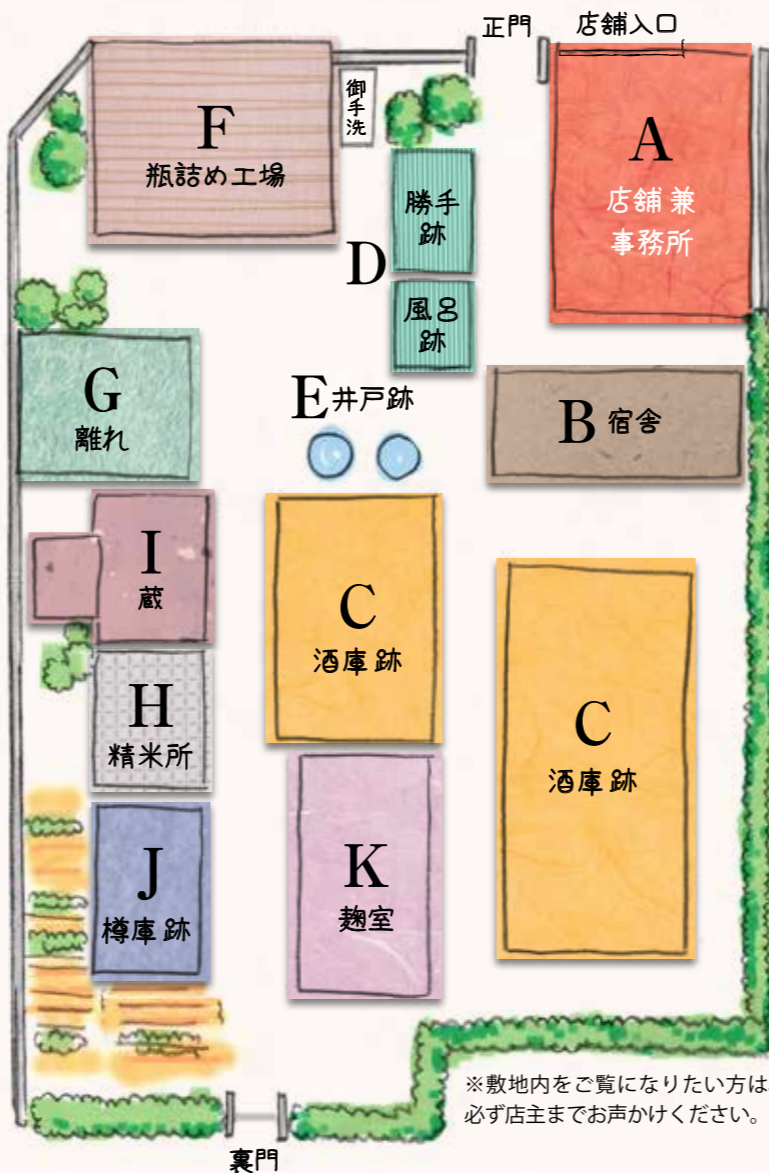 正門
店舗入口
御手洗
F
瓶詰め工場
A
店舗 兼
事務所
勝手
跡
D
風呂
跡
G
離れ
E 井戸跡
B 宿舎
I
蔵
C
酒庫 跡
H
精米所
C
酒庫 跡
J
樽庫 跡
K
麹室
※敷地内をご覧になりたい方は
必ず店主までお声かけください。
裏門